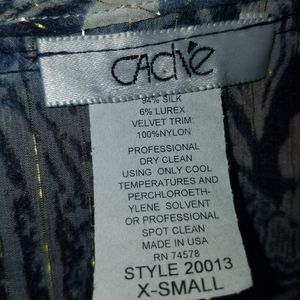 Caché
94% SILK
6% LUREX
VELVET TRIM:
100%NYLON
PROFESSIONAL
DRY CLEAN
USING ONLY COOL
TEMPERATURES AND
PERCHLOROETH-
YLENE SOLVENT
OR PROFESSIONAL
SPOT CLEAN
MADE IN USA
RN 74578
STYLE 20013
X-SMALL